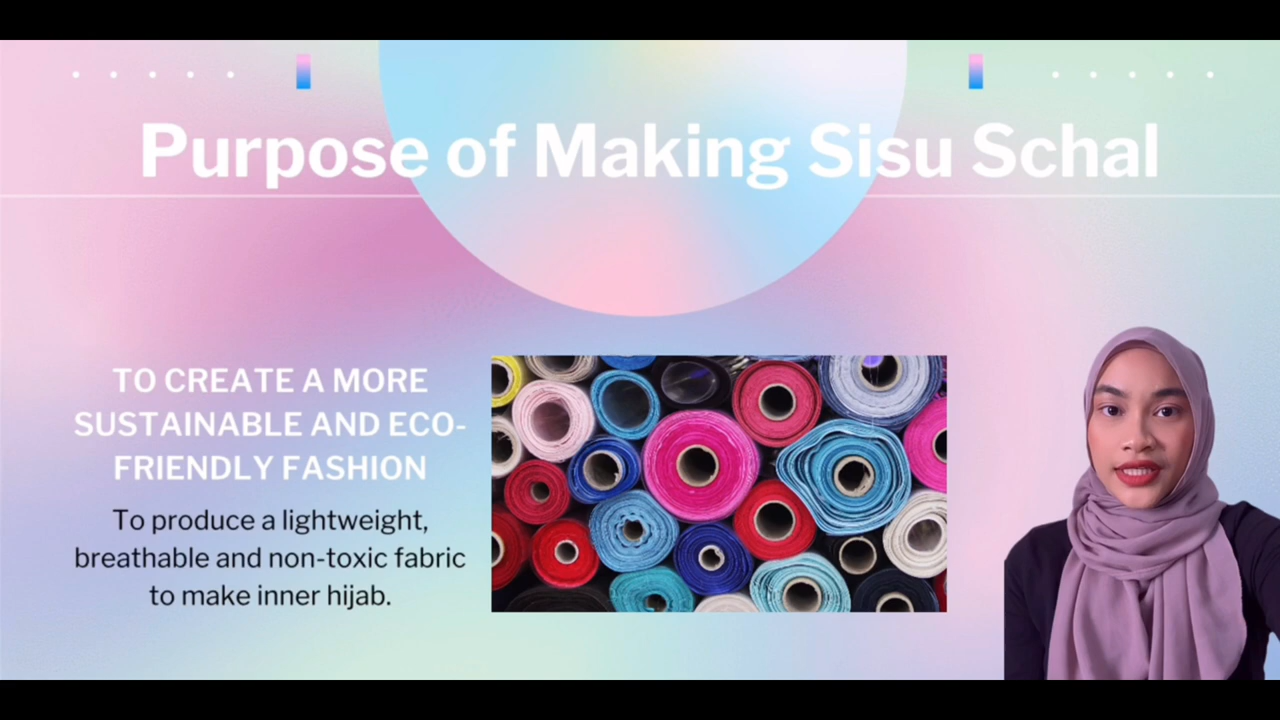 Purpose of Making Sisu Schal
TO CREATE A MORE
SUSTAINABLE AND ECO-
FRIENDLY FASHION
To produce a lightweight,
breathable and non-toxic fabric
to make inner hijab.